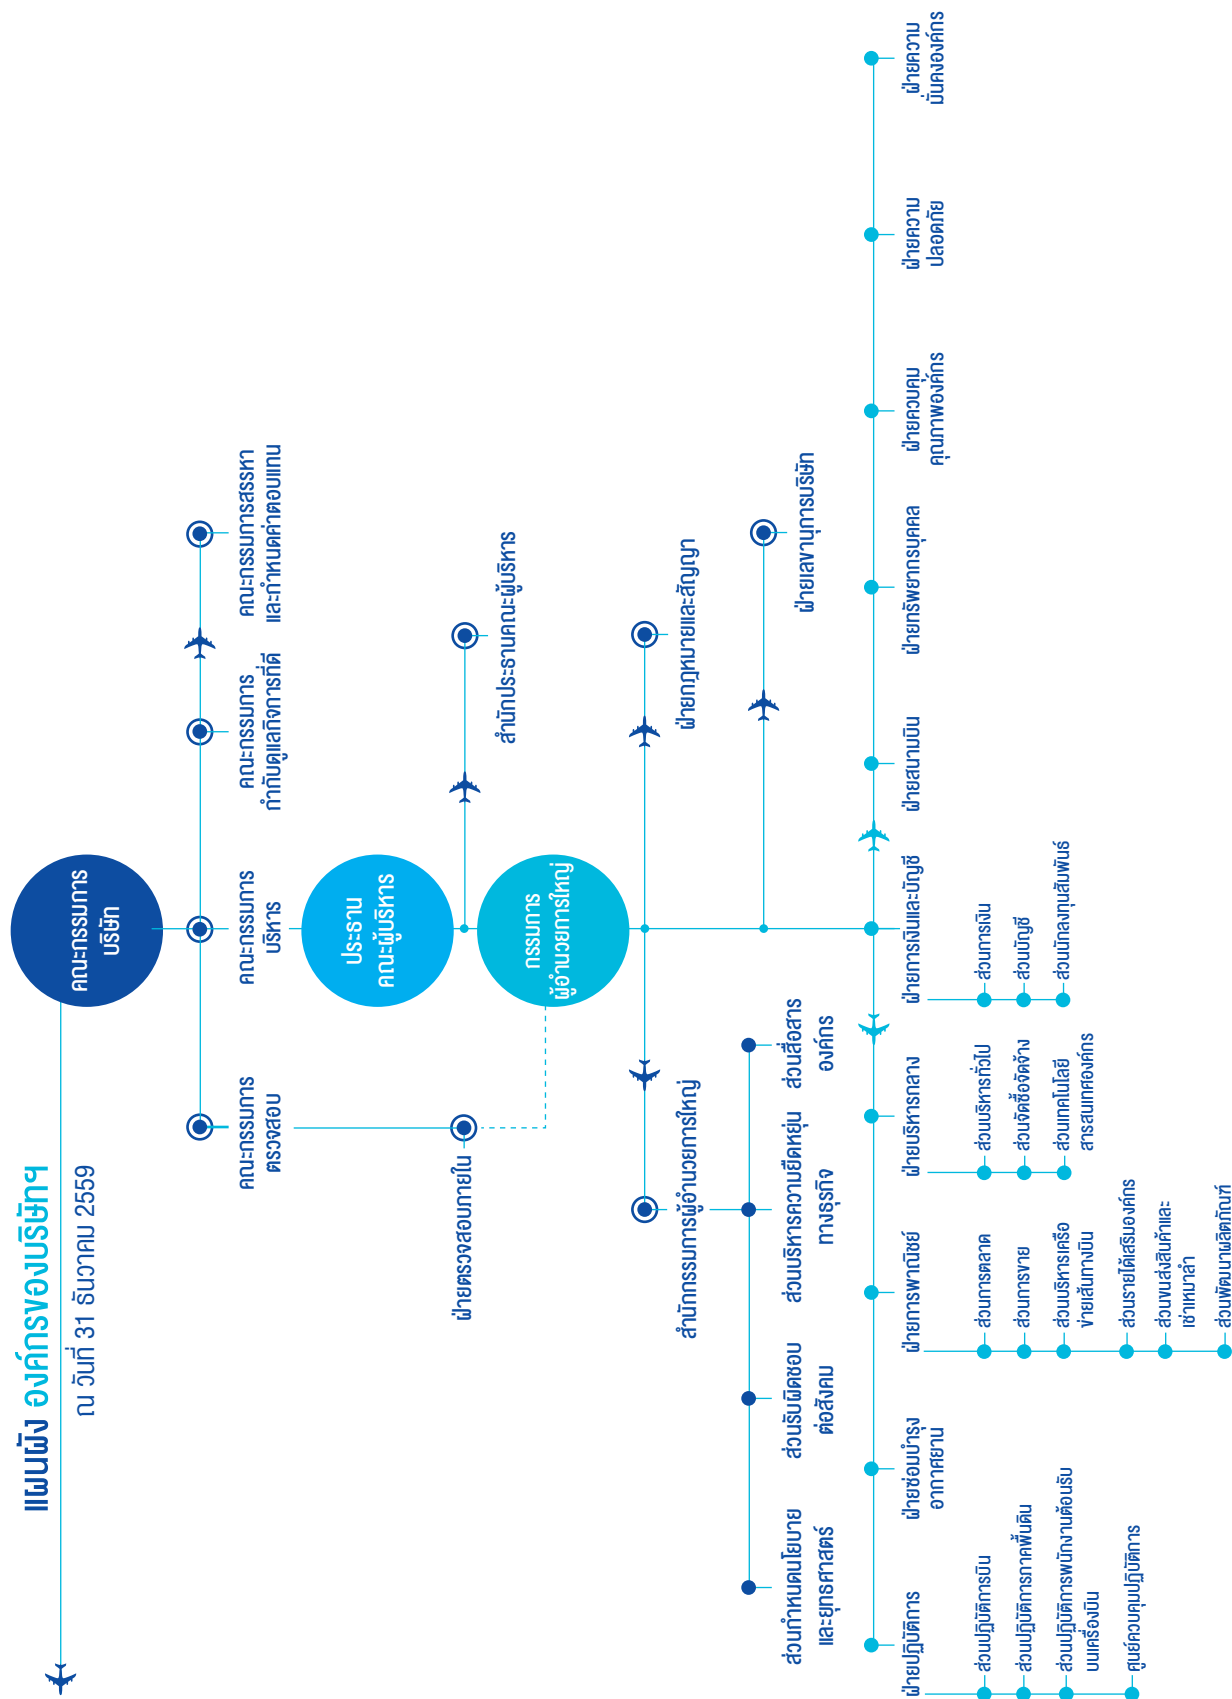 แผนผัง องค์กรของบริษัทฯ
ณ วันที่ 31 ธันวาคม 2559
คณะกรรมการ
บริษัท
คณะกรรมการ
ตรวจสอบ
คณะกรรมการ
บริหาร
คณะกรรมการ
กำกับดูแลกิจการที่ดี
คณะกรรมการสรรหา
และกำหนดค่าตอบแทน
ประธาน
คณะผู้บริหาร
ฝ่ายตรวจสอบภายใน
สำนักประธานคณะผู้บริหาร
กรรมการ
ผู้อำนวยการใหญ่
สำนักกรรมการผู้อำนวยการใหญ่
ฝ่ายกฎหมายและสัญญา
ส่วนกำหนดนโยบาย
และยุทธศาสตร์
ส่วนรับผิดชอบ
ต่อสังคม
ส่วนบริหารความยืดหยุ่น
ทางธุรกิจ
ส่วนสื่อสาร
องค์กร
ฝ่ายเลขานุการบริษัท
ฝ่ายปฏิบัติการ
ส่วนปฏิบัติการบิน
ส่วนปฏิบัติการภาคพื้นดิน
ส่วนปฏิบัติการพนักงานต้อนรับ
บนเครื่องบิน
ศูนย์ควบคุมปฏิบัติการ
ฝ่ายซ่อมบำรุง
อากาศยาน
ฝ่ายการพาณิชย์
ส่วนการตลาด
ส่วนการขาย
ส่วนบริหารเครือ
ข่ายเส้นทางบิน
ส่วนรายได้เสริมองค์กร
ส่วนขนส่งสินค้าและ
เช่าเหมาลำ
ส่วนพัฒนาผลิตภัณฑ์
ฝ่ายบริหารกลาง
ส่วนบริหารทั่วไป
ส่วนจัดซื้อจัดจ้าง
ส่วนเทคโนโลยี
สารสนเทศองค์กร
ฝ่ายการเงินและบัญชี
ส่วนการเงิน
ส่วนบัญชี
ส่วนนักลงทุนสัมพันธ์
ฝ่ายสนามบิน
ฝ่ายทรัพยากรบุคคล
ฝ่ายควบคุม
คุณภาพองค์กร
ฝ่ายความ
ปลอดภัย
ฝ่ายความ
มั่นคงองค์กร